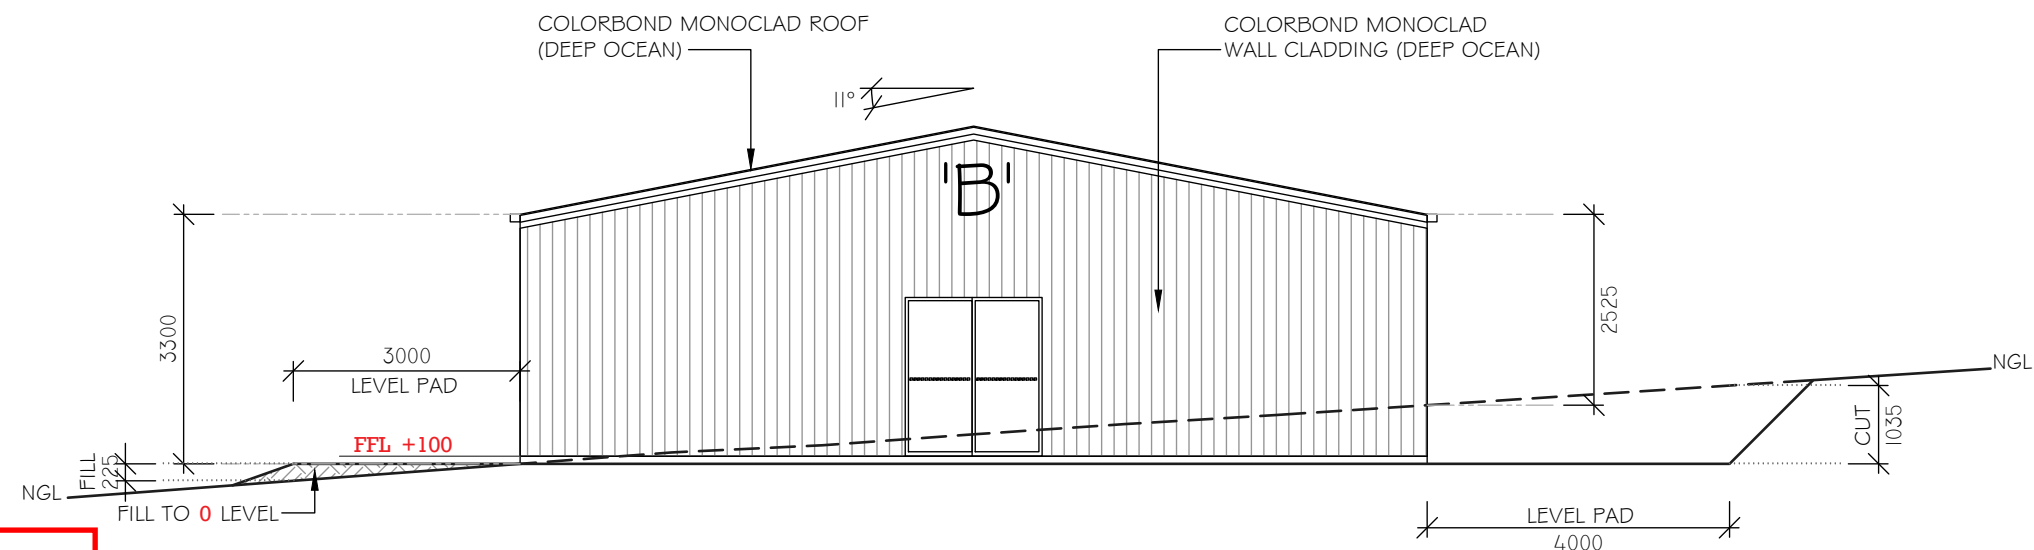 COLORBOND MONOCLAD ROOF
(DEEP OCEAN)
COLORBOND MONOCLAD
WALL CLADDING (DEEP OCEAN)
11°
'B'
3300
3000
LEVEL PAD
2525
NGL
FFL +100
CUT
1035
FILL
225
NGL
FILL TO 0 LEVEL
LEVEL PAD
4000